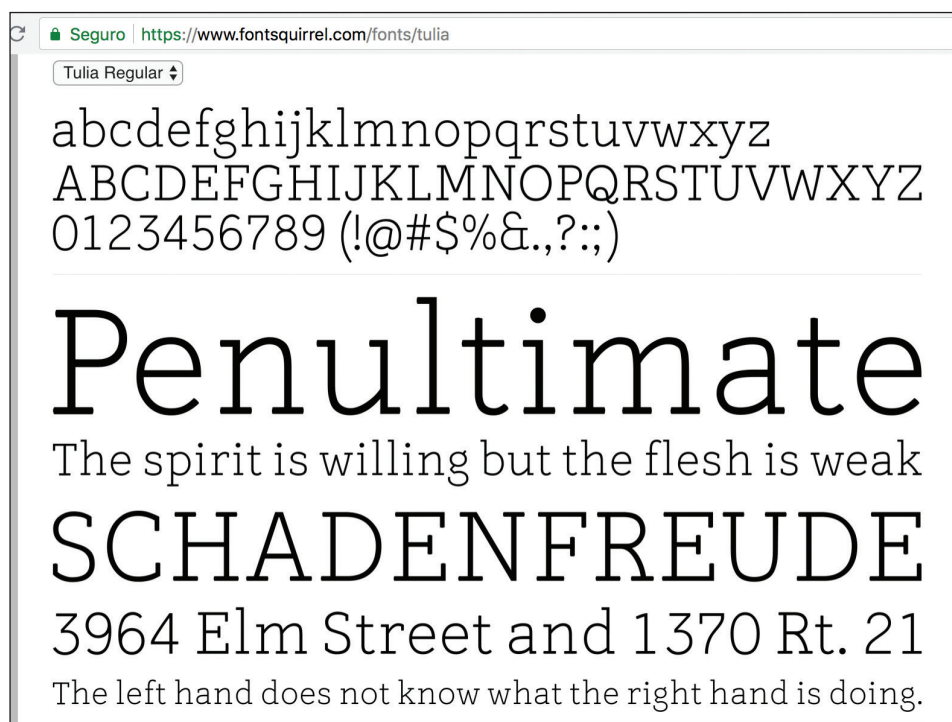 Seguro https://www.fontsquirrel.com/fonts/tulia
Tulia Regular
abcdefghijklmnopqrstuvwxyz
ABCDEFGHIJKLMNOPQRSTUVWXYZ
0123456789 (!@#$%&.,?:;)
Penultimate
The spirit is willing but the flesh is weak
SCHADENFREUDE
3964 Elm Street and 1370 Rt. 21
The left hand does not know what the right hand is doing.